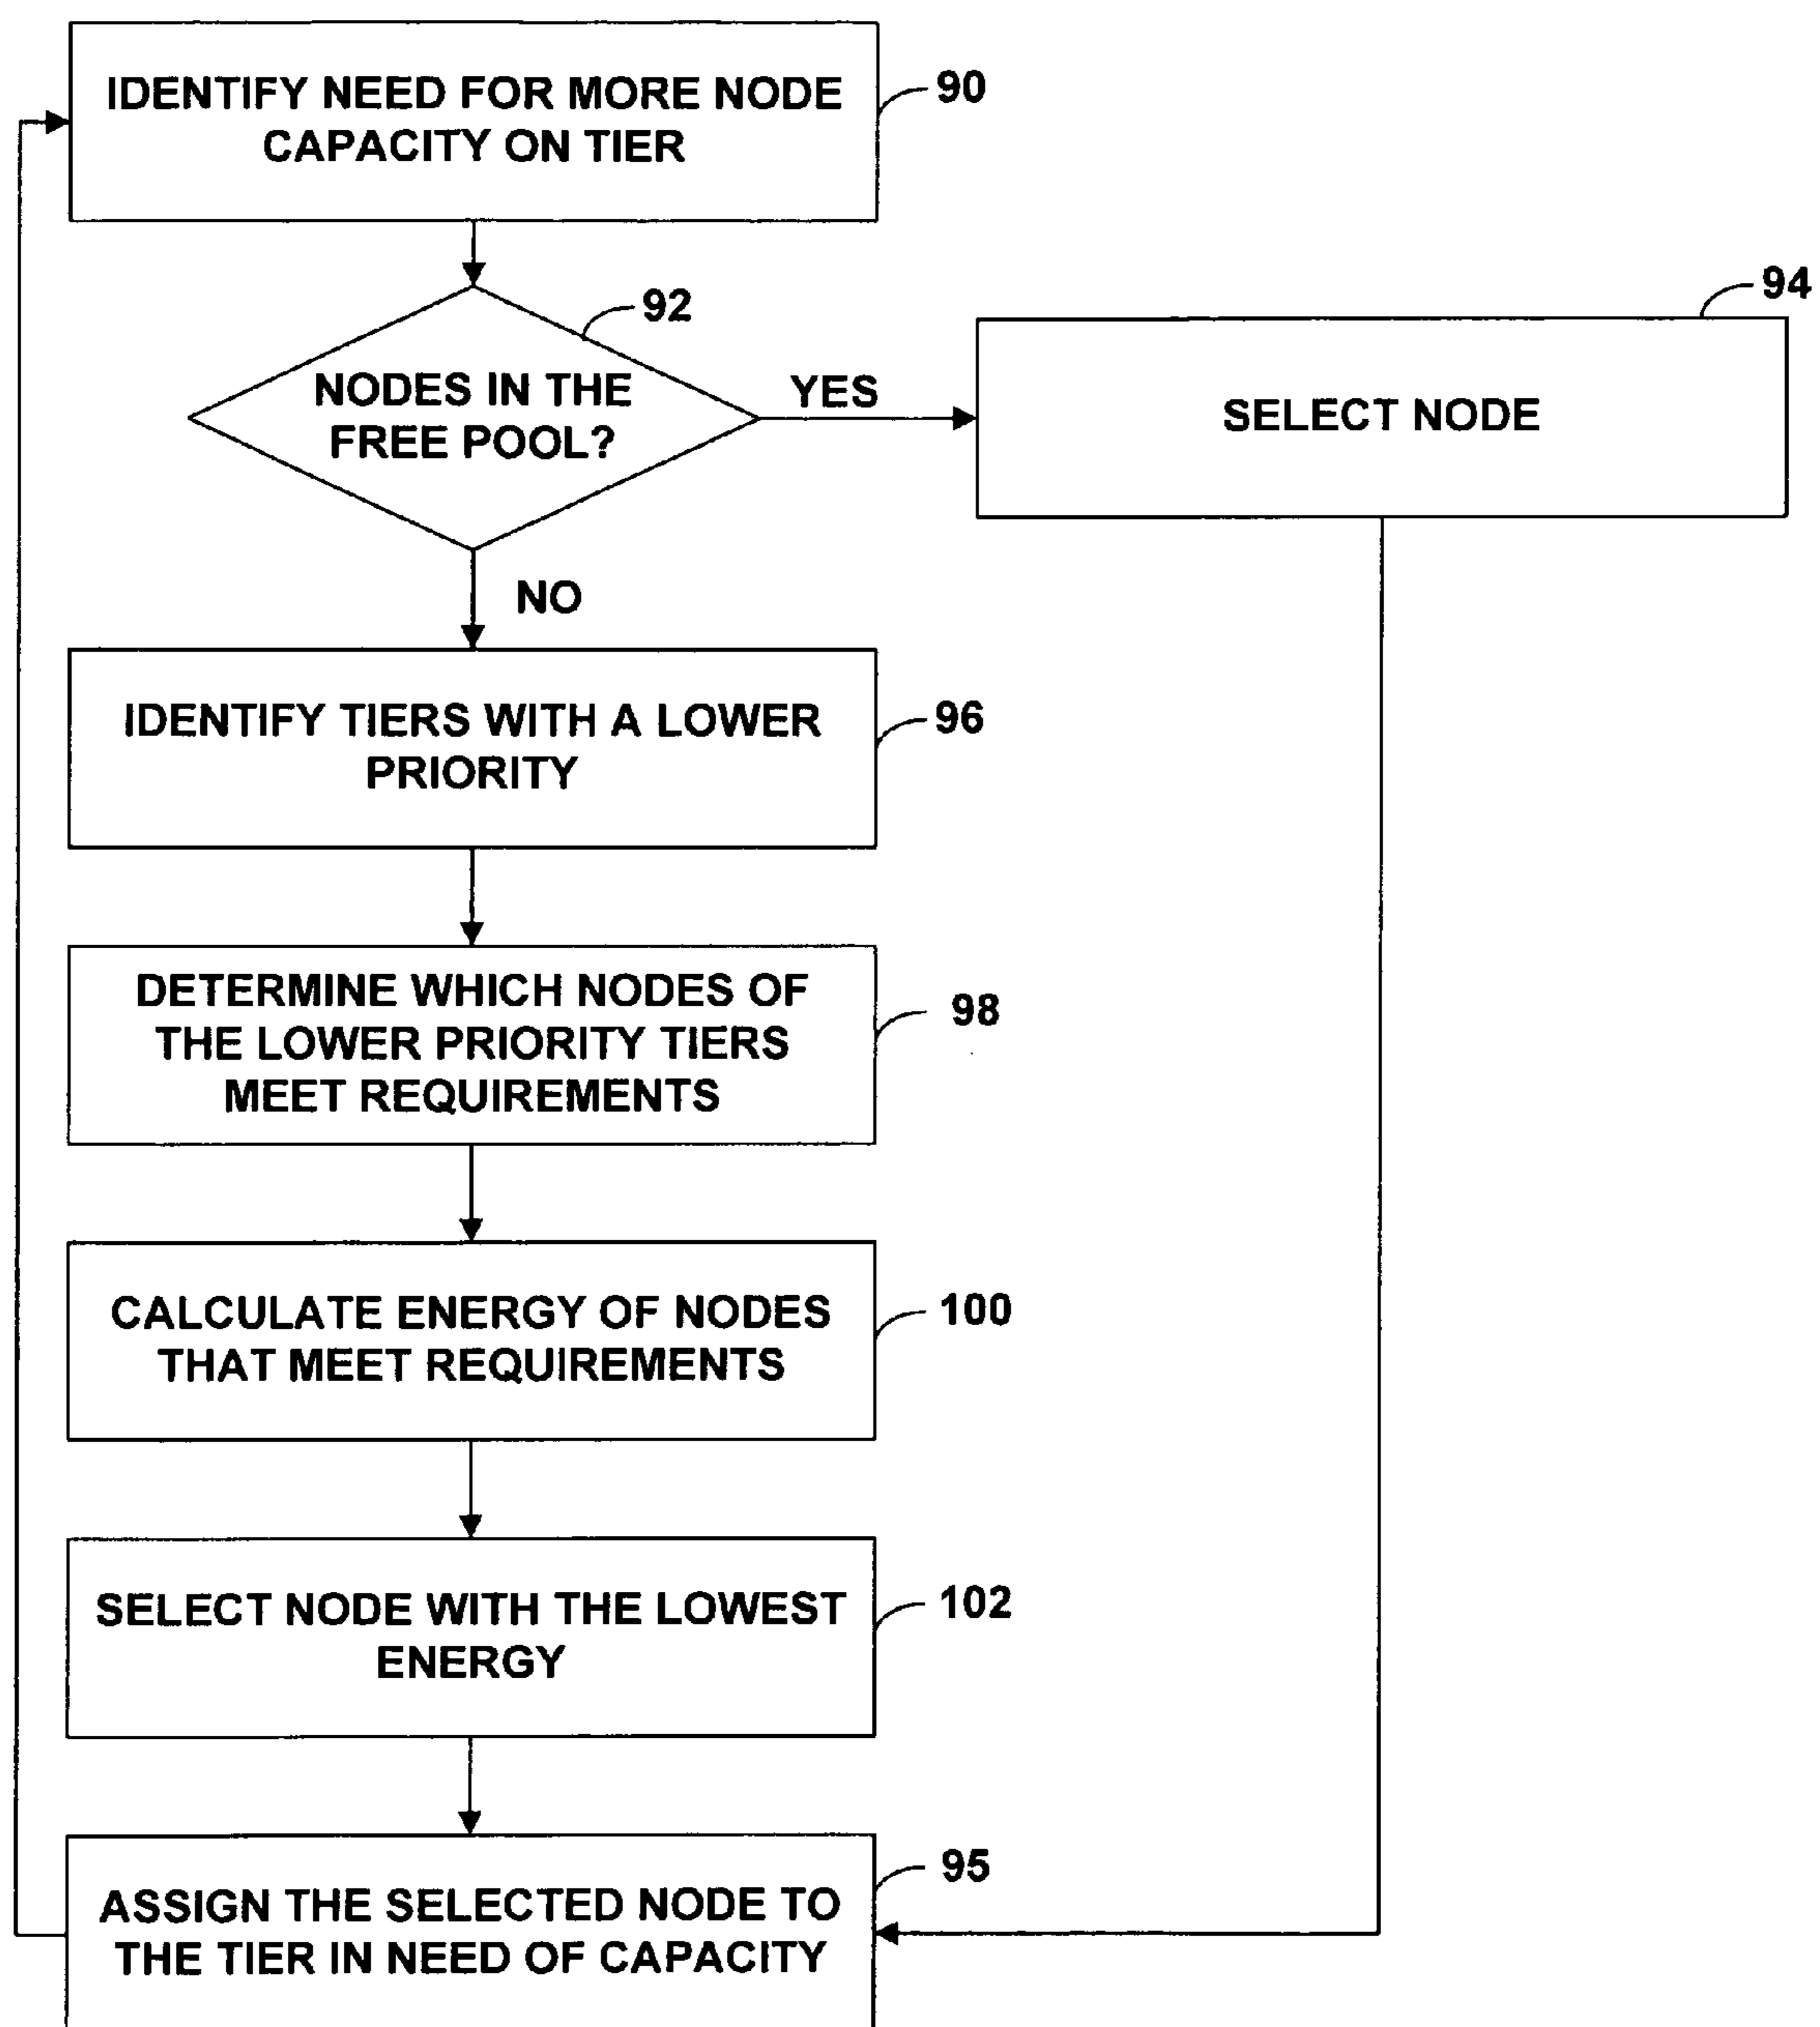 IDENTIFY NEED FOR MORE NODE
CAPACITY ON TIER
90
92
NODES IN THE
FREE POOL?
YES
94
SELECT NODE
NO
IDENTIFY TIERS WITH A LOWER
PRIORITY
96
DETERMINE WHICH NODES OF
THE LOWER PRIORITY TIERS
MEET REQUIREMENTS
98
CALCULATE ENERGY OF NODES
THAT MEET REQUIREMENTS
100
SELECT NODE WITH THE LOWEST
ENERGY
102
ASSIGN THE SELECTED NODE TO
THE TIER IN NEED OF CAPACITY
95